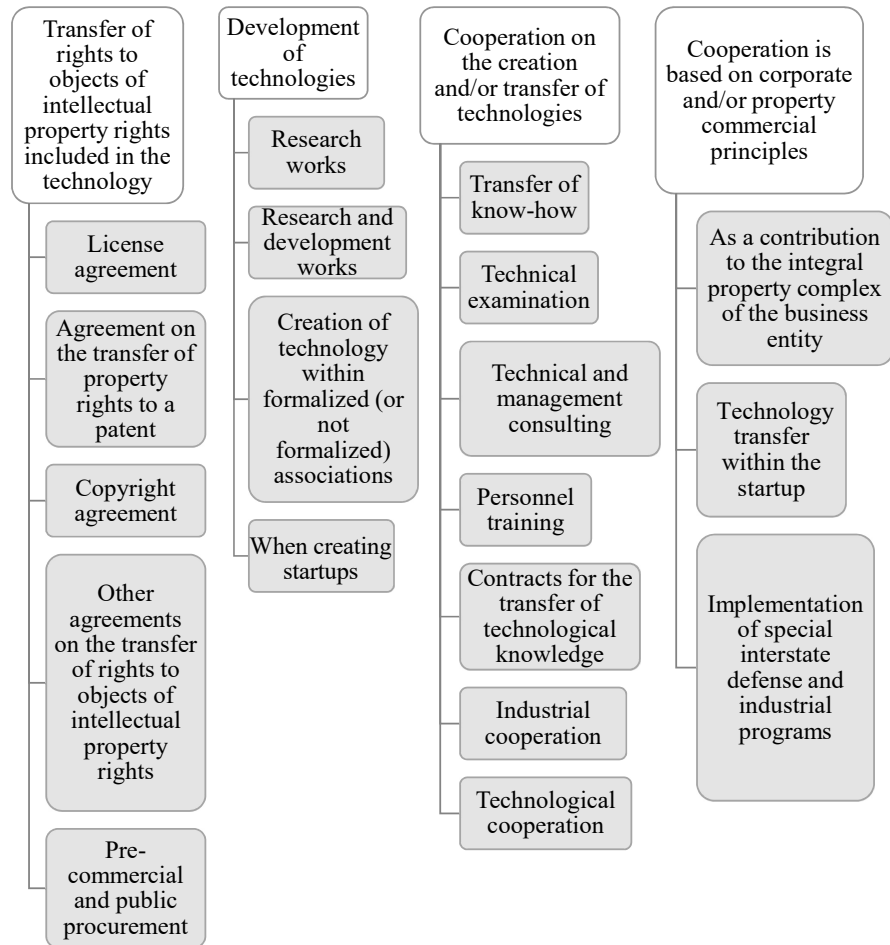 Transfer of
rights to
objects of
intellectual
property rights
included in the
technology
License
agreement
Agreement on
the transfer of
property
rights to a
patent
Copyright
agreement
Other
agreements
on the transfer
of rights to
objects of
intellectual
property
rights
Pre-
commercial
and public
procurement
Development
of
technologies
Research
works
Research and
development
works
Creation of
technology
within
formalized (or
not
formalized)
associations
When creating
startups
Cooperation on
the creation
and/or transfer of
technologies
Transfer of
know-how
Technical
examination
Technical and
management
consulting
Personnel
training
Contracts for the
transfer of
technological
knowledge
Industrial
cooperation
Technological
cooperation
Cooperation is
based on corporate
and/or property
commercial
principles
As a contribution
to the integral
property complex
of the business
entity
Technology
transfer
within the
startup
Implementation
of special
interstate
defense and
industrial
programs